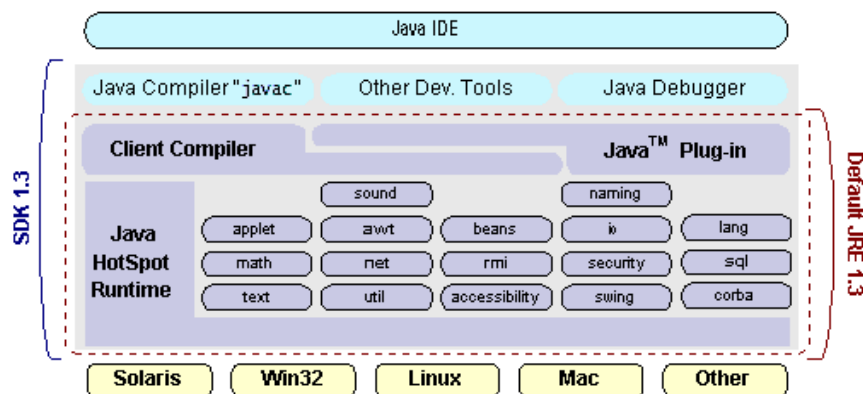 Java IDE
SDK 1.3
Java Compiler "javac"
Other Dev. Tools
Java Debugger
Default JRE 1.3
Client Compiler
Java™ Plug-in
Java
HotSpot
Runtime
sound
naming
applet
awt
beans
io
lang
math
net
rmi
security
sql
text
util
accessibility
swing
corba
Solaris
Win32
Linux
Mac
Other